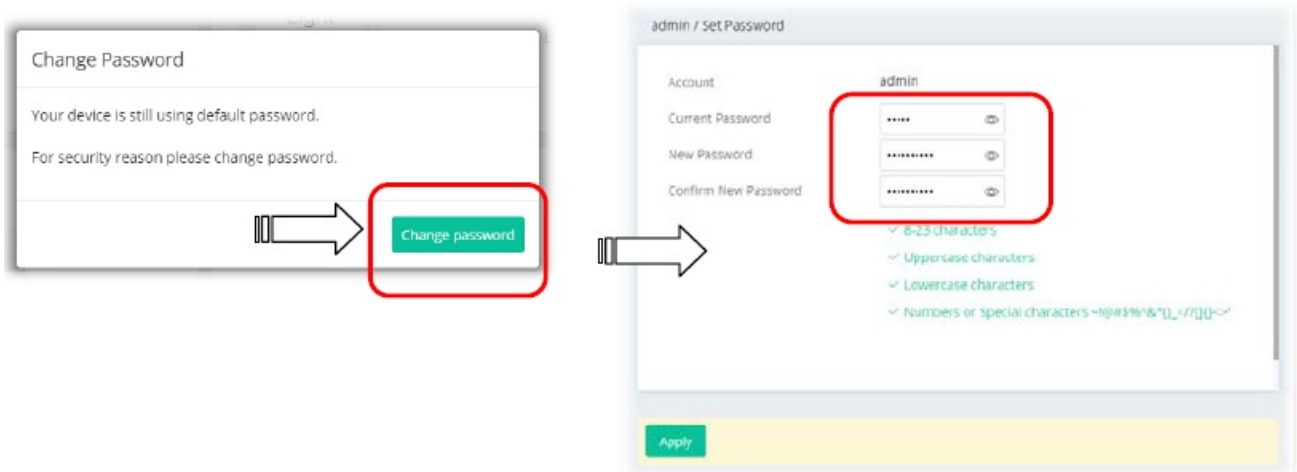 Change Password
Your device is still using default password.
For security reason please change password.
Change password
admin / Set Password
Account admin
Current Password •••••
New Password ••••••••••
Confirm New Password ••••••••••
✓ 8-23 characters
✓ Uppercase characters
✓ Lowercase characters
✓ Numbers or Special characters
Apply